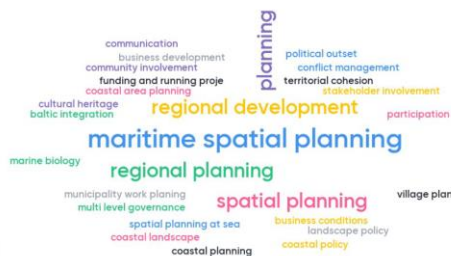 communication
planning
business development
political outset
community involvement
conflict management
funding and running proje
territorial cohesion
coastal area planning
stakeholder involvement
cultural heritage
regional development
baltic integration
participation
maritime spatial planning
marine biology
regional planning
municipality work planing
spatial planning
village plan
multi level governance
business conditions
spatial planning at sea
landscape policy
coastal landscape
coastal policy
coastal planning